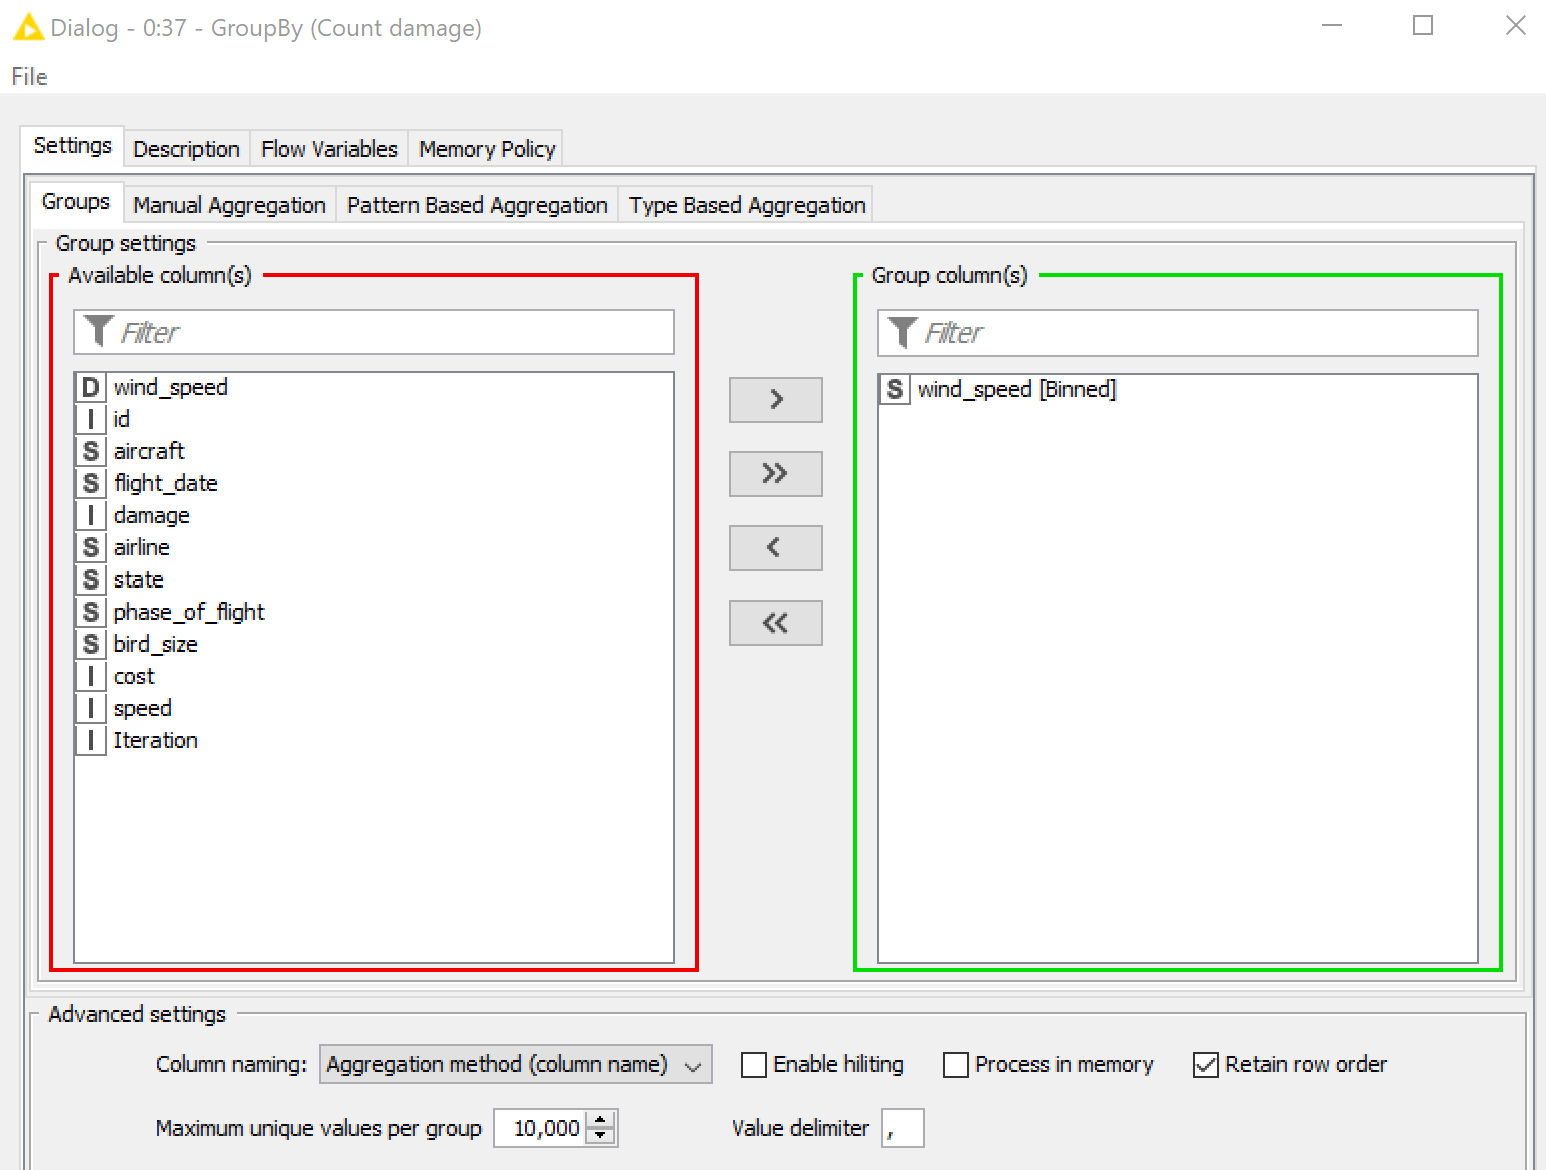 Dialog - 0:37 - GroupBy (Count damage)
File
Settings Description Flow Variables Memory Policy
Groups Manual Aggregation Pattern Based Aggregation Type Based Aggregation
Group settings
Available column(s) Group column(s)
Filter Filter
D wind_speed S wind_speed [Binned]
I id >
S aircraft
S flight_date >>
I damage
S airline <
S state
S phase_of_flight <<
S bird_size
I cost
I speed
I Iteration
Advanced settings
Column naming: Aggregation method (column name) Enable hiliting Process in memory Retain row order
Maximum unique values per group 10,000 Value delimiter ,